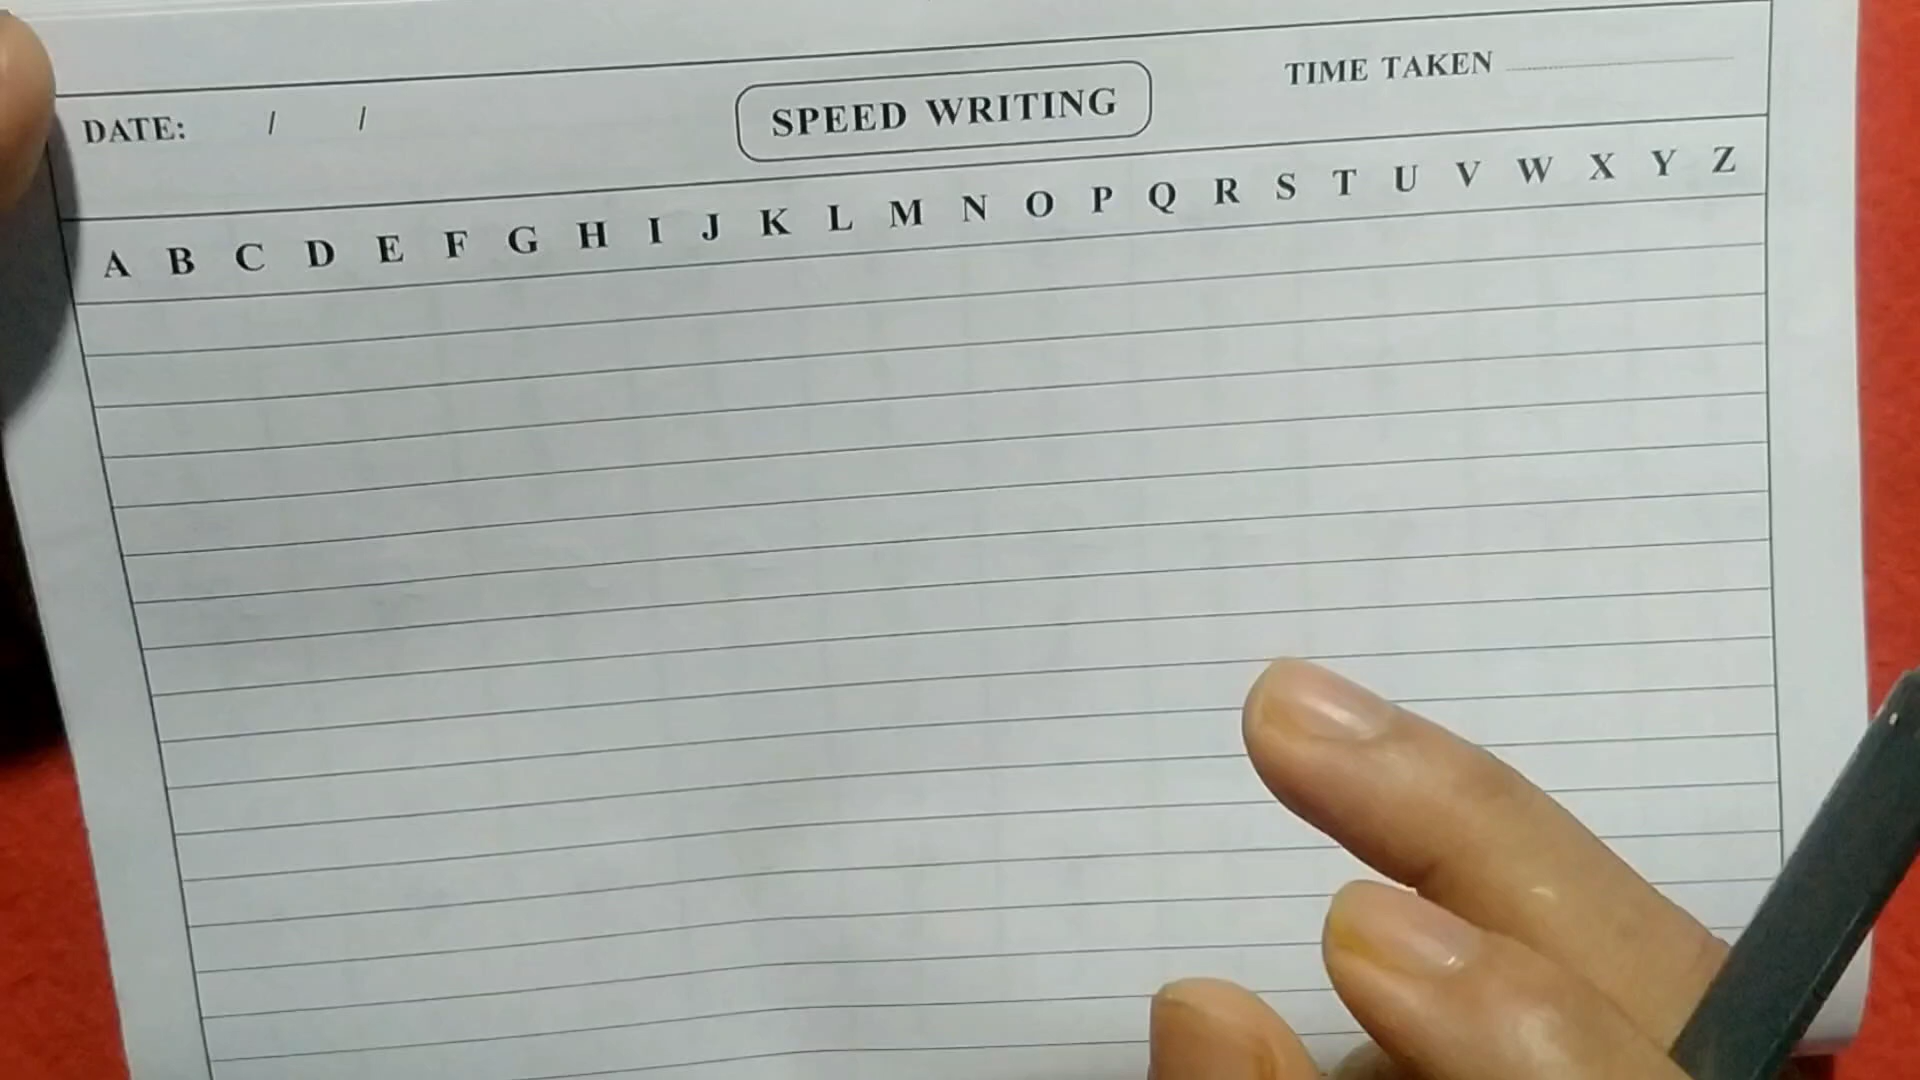 DATE: / / SPEED WRITING TIME TAKEN
A B C D E F G H I J K L M N O P Q R S T U V W X Y Z